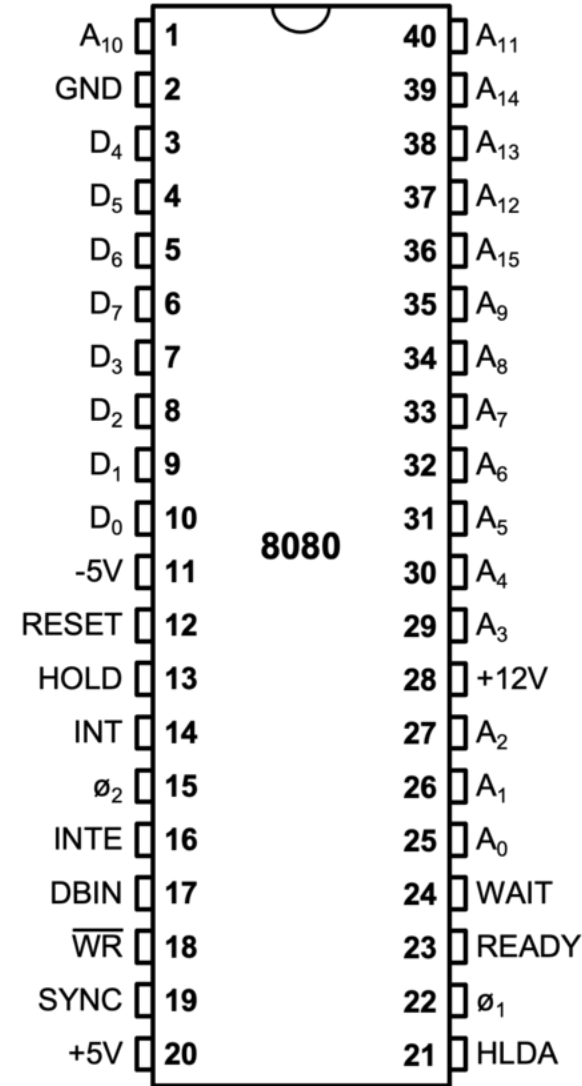 A₁₀ 1 40 A₁₁
GND 2 39 A₁₄
D₄ 3 38 A₁₃
D₅ 4 37 A₁₂
D₆ 5 36 A₁₅
D₇ 6 35 A₉
D₃ 7 34 A₈
D₂ 8 33 A₇
D₁ 9 32 A₆
D₀ 10 31 A₅
8080
-5V 11 30 A₄
RESET 12 29 A₃
HOLD 13 28 +12V
INT 14 27 A₂
ø₂ 15 26 A₁
INTE 16 25 A₀
DBIN 17 24 WAIT
W̅R̅ 18 23 READY
SYNC 19 22 ø₁
+5V 20 21 HLDA